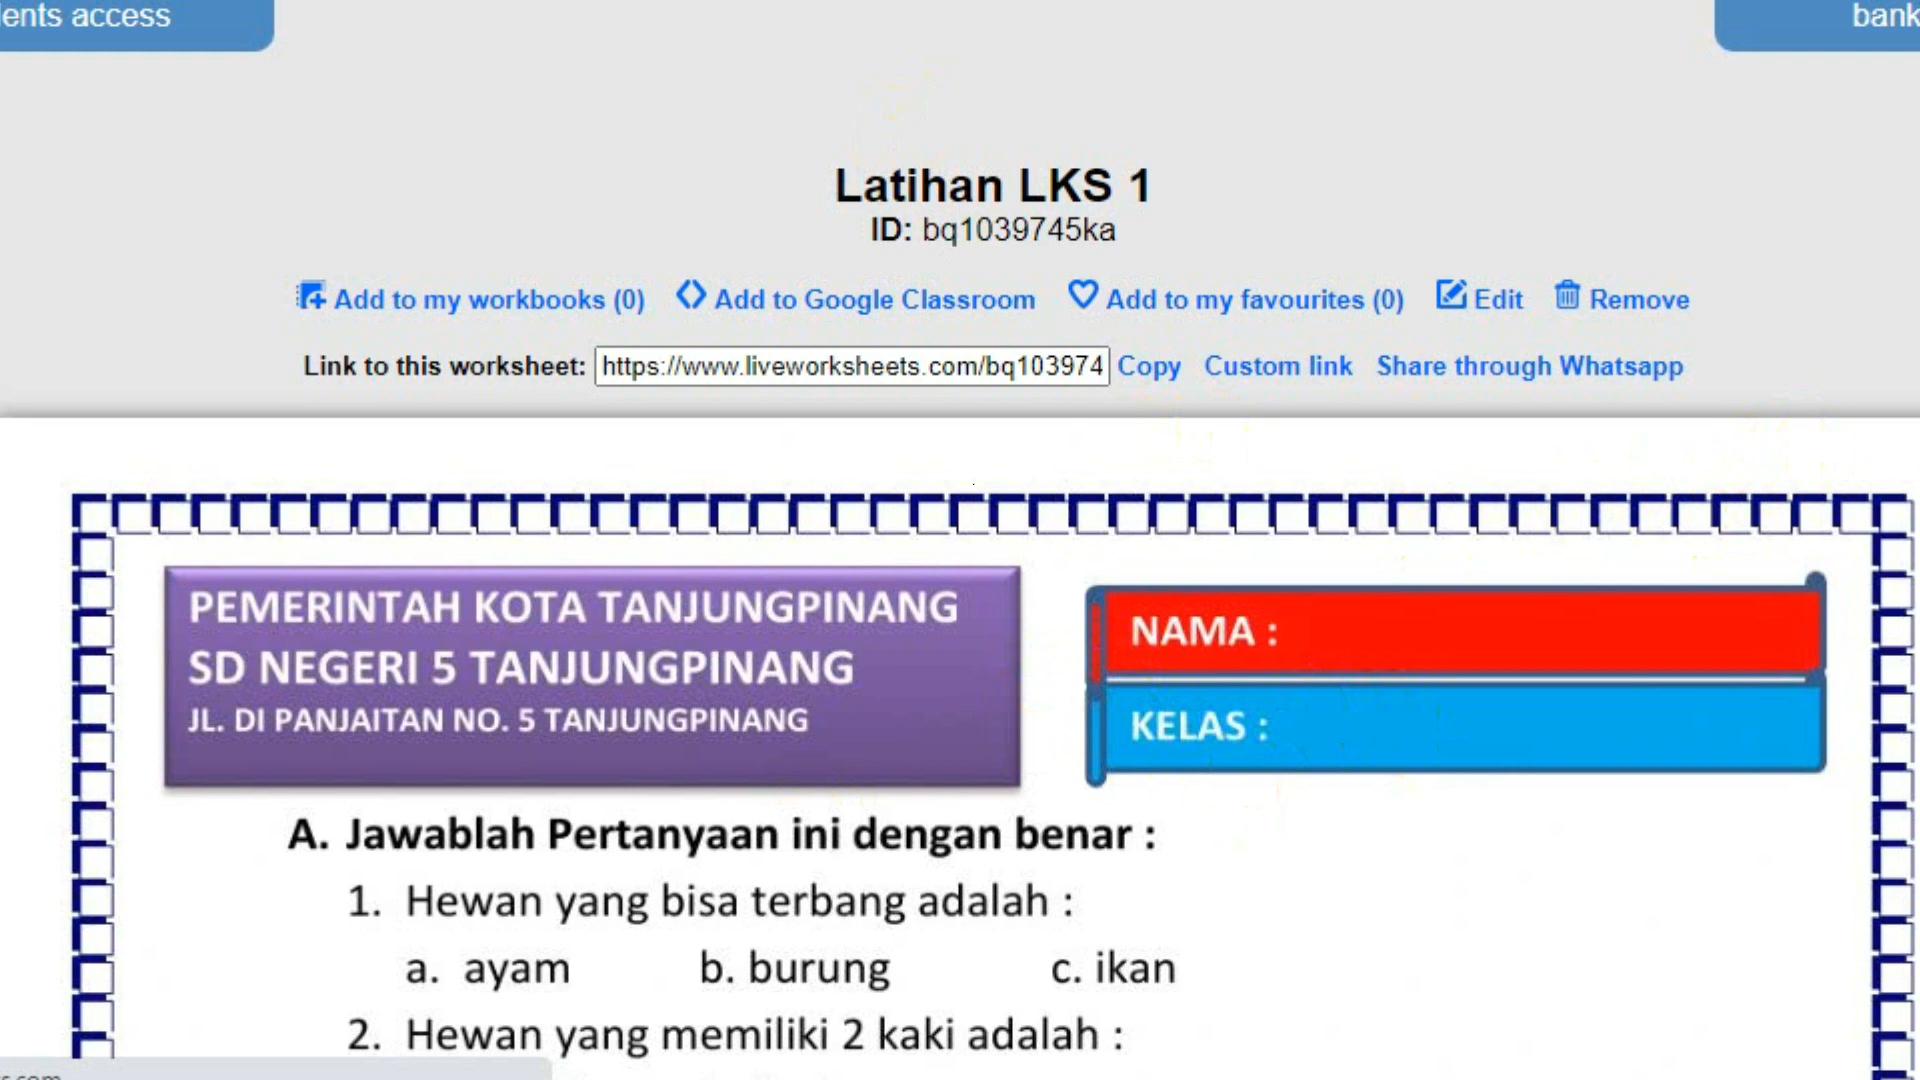 ents access
bank
Latihan LKS 1
ID: bq1039745ka
Add to my workbooks (0) Add to Google Classroom Add to my favourites (0) Edit Remove
Link to this worksheet: https://www.liveworksheets.com/bq103974 Copy Custom link Share through Whatsapp
PEMERINTAH KOTA TANJUNGPINANG
SD NEGERI 5 TANJUNGPINANG
JL. DI PANJAITAN NO. 5 TANJUNGPINANG
NAMA :
KELAS :
A. Jawablah Pertanyaan ini dengan benar :
1. Hewan yang bisa terbang adalah :
a. ayam b. burung c. ikan
2. Hewan yang memiliki 2 kaki adalah :